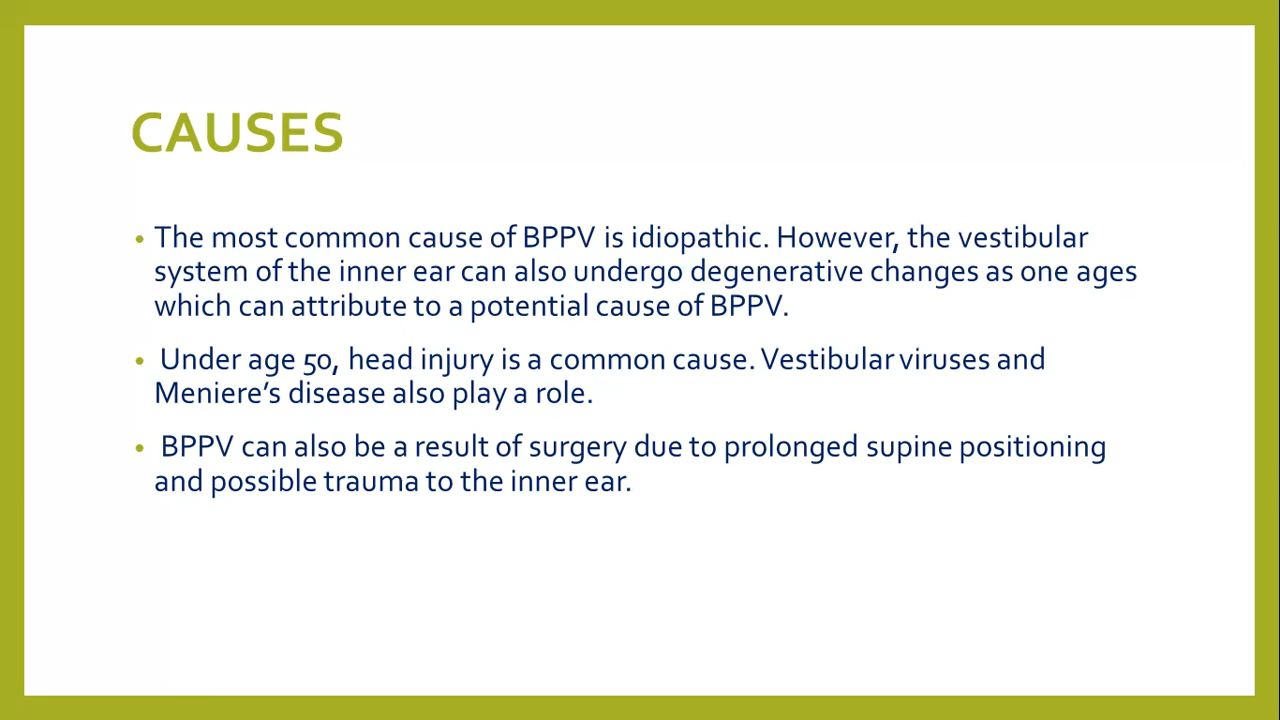 CAUSES
• The most common cause of BPPV is idiopathic. However, the vestibular
system of the inner ear can also undergo degenerative changes as one ages
which can attribute to a potential cause of BPPV.
• Under age 50, head injury is a common cause. Vestibular viruses and
Meniere’s disease also play a role.
• BPPV can also be a result of surgery due to prolonged supine positioning
and possible trauma to the inner ear.